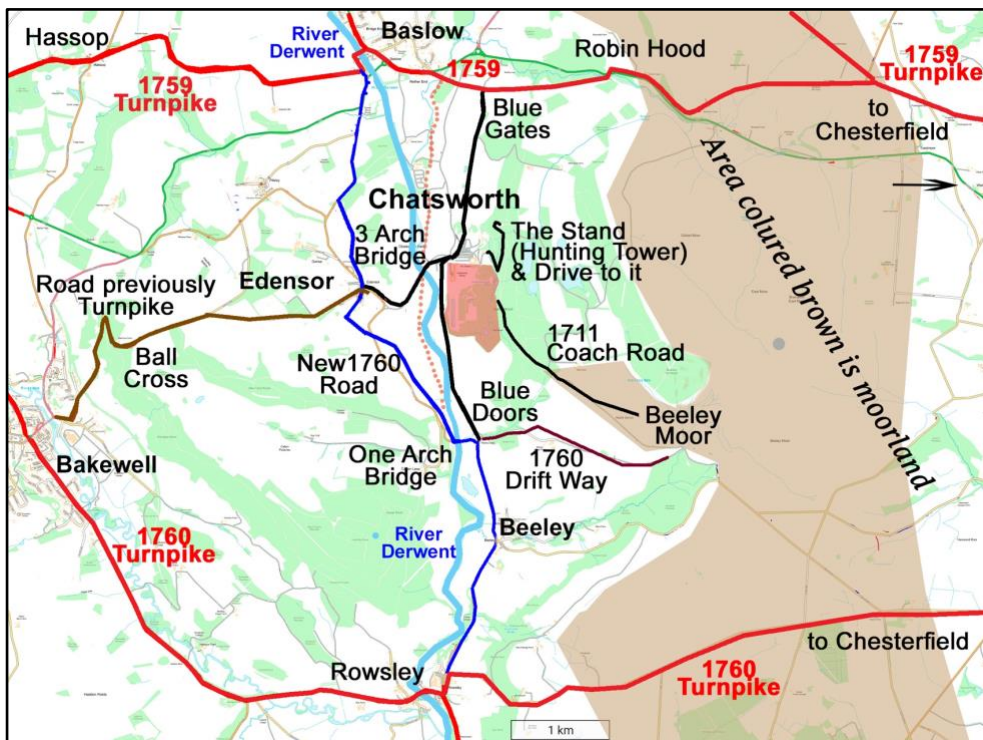 Hassop
River
Derwent
Baslow
Robin Hood
1759
Turnpike
1759
1759
Turnpike
to
Chesterfield
Blue
Gates
Area colured brown is moorland
Chatsworth
3 Arch
Bridge
The Stand
(Hunting Tower)
& Drive to it
Road previously
Turnpike
Edensor
Ball
Cross
New1760
Road
1711
Coach Road
Blue
Doors
Beeley
Moor
Bakewell
One Arch
Bridge
1760
Drift Way
1760
Turnpike
River
Derwent
Beeley
Rowsley
to Chesterfield
1760
Turnpike
1 km